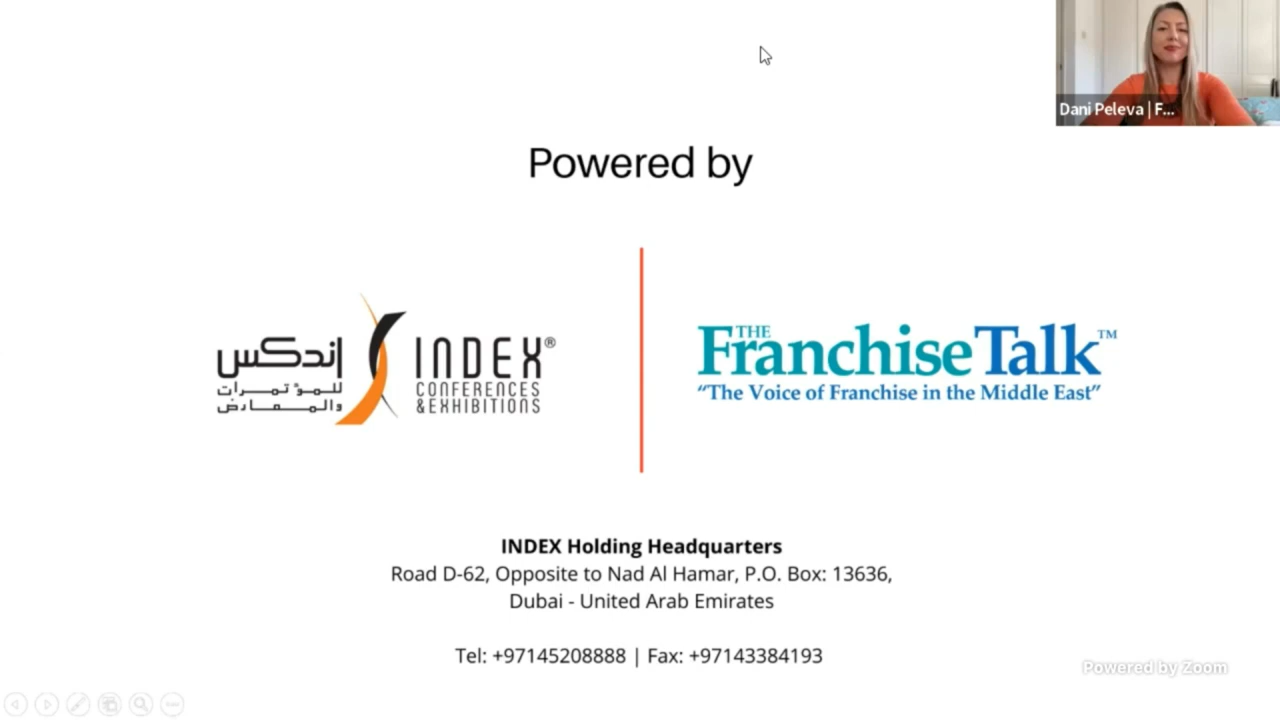 Dani Peleva | F...
Powered by
اندكس
للمؤتمرات
والمعارض
INDEX®
CONFERENCES
&EXHIBITIONS
THE
FranchiseTalk™
“The Voice of Franchise in the Middle East”
INDEX Holding Headquarters
Road D-62, Opposite to Nad Al Hamar, P.O. Box: 13636,
Dubai - United Arab Emirates
Tel: +97145208888 | Fax: +97143384193
Powered by Zoom